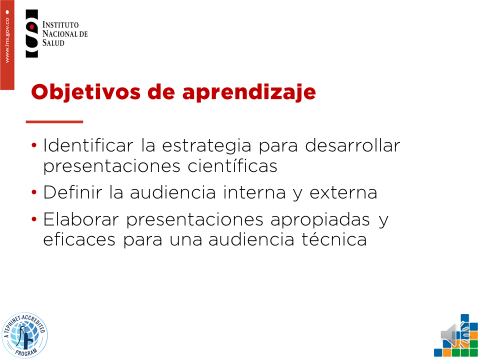 www.ins.gov.co
INSTITUTO
NACIONAL DE
SALUD
Objetivos de aprendizaje
• Identificar la estrategia para desarrollar
presentaciones científicas
• Definir la audiencia interna y externa
• Elaborar presentaciones apropiadas y
eficaces para una audiencia técnica
A TEPHINET ACCREDITED
PROGRAM